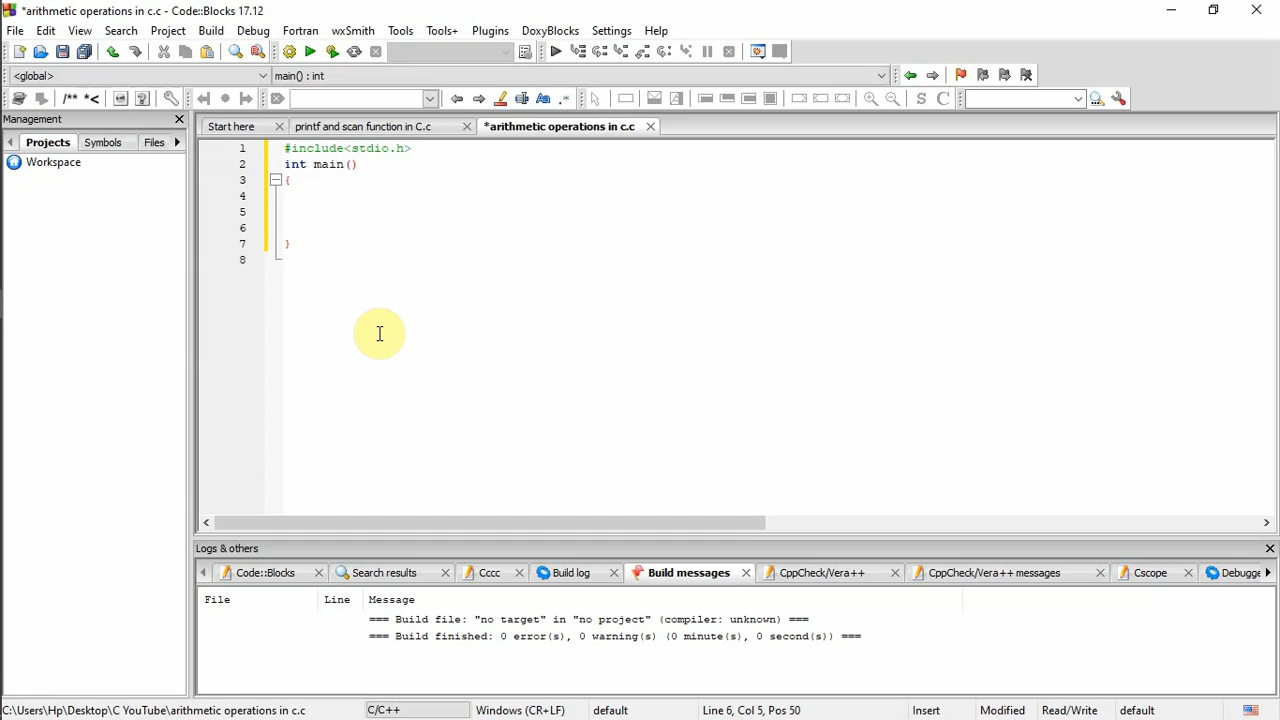 *arithmetic operations in c.c - Code::Blocks 17.12
File Edit View Search Project Build Debug Fortran wxSmith Tools Tools+ Plugins DoxyBlocks Settings Help
<global> main() : int
/** *< S C
Management
Projects Symbols Files
Workspace
Start here printf and scan function in C.c *arithmetic operations in c.c
1 #include<stdio.h>
2 int main()
3 {
4
5
6
7 }
8
Logs & others
Code::Blocks Search results Cccc Build log Build messages CppCheck/Vera++ CppCheck/Vera++ messages Cscope Debugge
File Line Message
=== Build file: "no target" in "no project" (compiler: unknown) ===
=== Build finished: 0 error(s), 0 warning(s) (0 minute(s), 0 second(s)) ===
C:\Users\Hp\Desktop\C YouTube\arithmetic operations in c.c C/C++ Windows (CR+LF) default Line 6, Col 5, Pos 50 Insert Modified Read/Write default